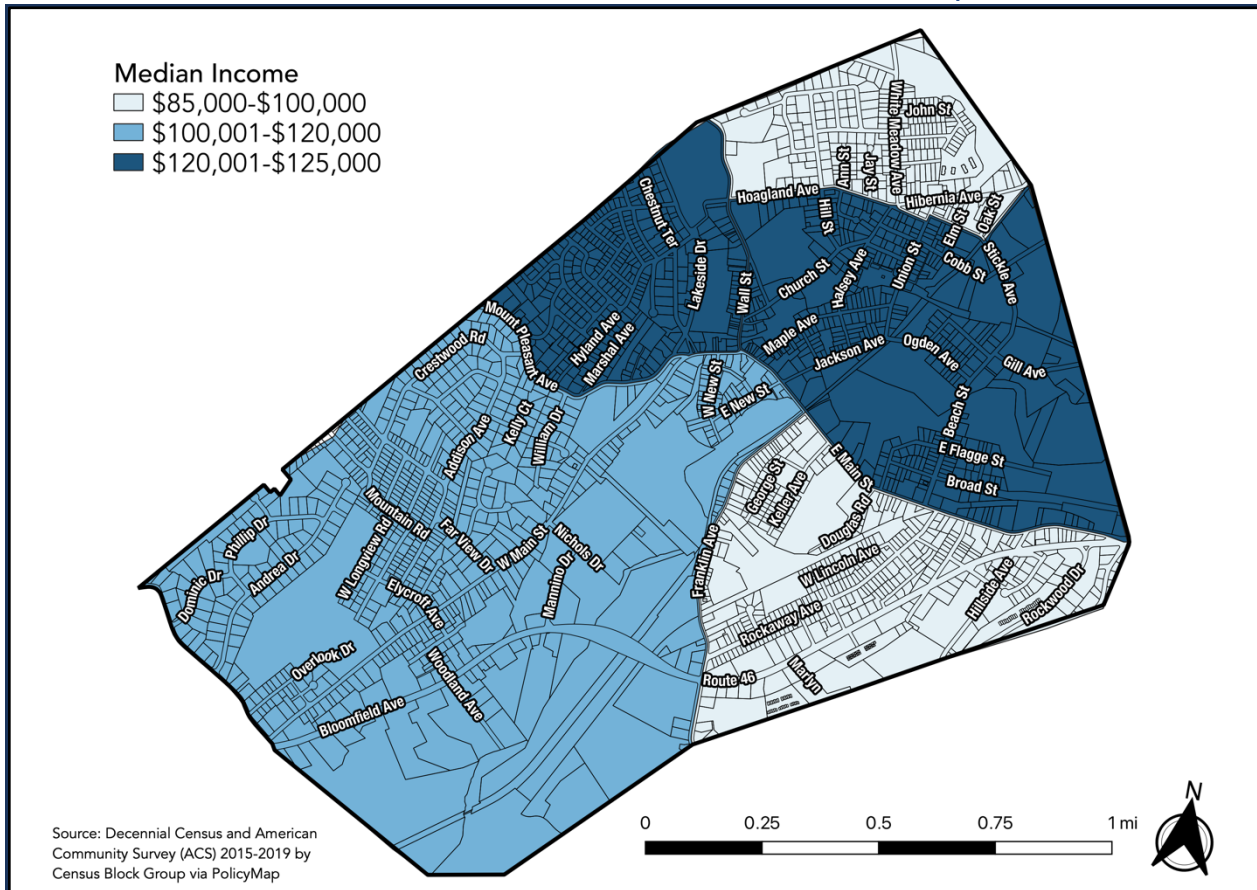 Median Income
$85,000-$100,000
$100,001-$120,000
$120,001-$125,000
White Meadow Ave
John St
Ann St
Jay St
Hoagland Ave
Hibernia Ave
Chestnut Ter
Hill St
Elm St
Oak St
Lakeside Dr
Wall St
Church St
Halsey Ave
Union St
Cobb St
Stickle Ave
Mount Pleasant Ave
Crestwood Rd
Hyland Ave
Marshal Ave
Maple Ave
Jackson Ave
Ogden Ave
Gill Ave
W New St
E New St
Beach St
Kelly Ct
William Dr
Addison Ave
E Main St
E Flagge St
Broad St
George St
Keller Ave
Douglas Rd
Phillip Dr
Mountain Rd
Far View Dr
W Main St
Nichols Dr
Andrea Dr
Dominic Dr
W Longview Rd
Elycroft Ave
Mannino Dr
Franklin Ave
W Lincoln Ave
Rockaway Ave
Hillside Ave
Rockwood Dr
Overlook Dr
Woodland Ave
Bloomfield Ave
Route 46
Marlyn
Source: Decennial Census and American
Community Survey (ACS) 2015-2019 by
Census Block Group via PolicyMap
0 0.25 0.5 0.75 1 mi
N